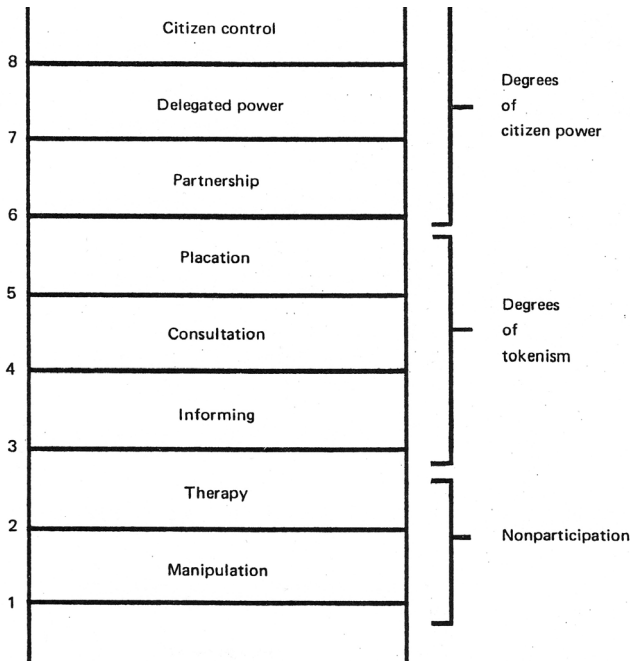 Citizen control
8
Delegated power
7
Partnership
6
Placation
5
Consultation
4
Informing
3
Therapy
2
Manipulation
1
Degrees
of
citizen power
Degrees
of
tokenism
Nonparticipation